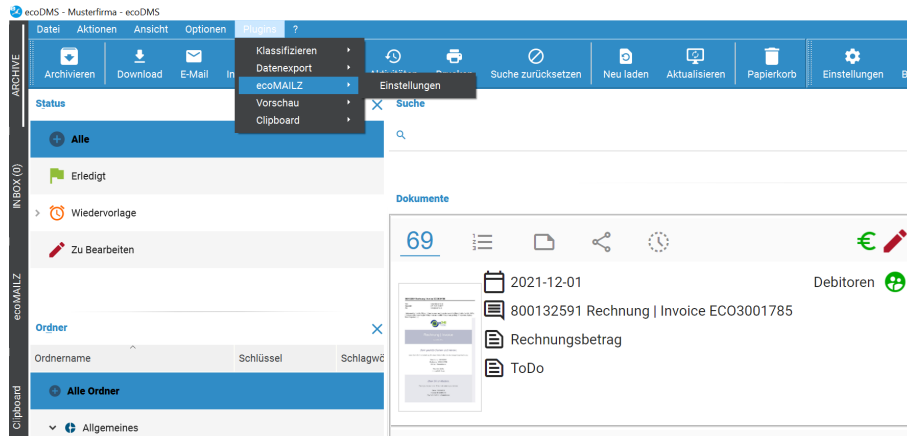 ecoDMS - Musterfirma - ecoDMS
Datei Aktionen Ansicht Optionen Plugins ?
Klassifizieren
Datenexport
ecoMAILZ
Einstellungen
Vorschau
Clipboard
Archivieren Download E-Mail In Suche zurücksetzen Neu laden Aktualisieren Papierkorb Einstellungen B
ARCHIVE
INBOX (0)
ecoMAILZ
Clipboard
Status
Alle
Erledigt
Wiedervorlage
Zu Bearbeiten
Ordner
Ordnername Schlüssel Schlagwö
Alle Ordner
Allgemeines
Suche
Dokumente
69
2021-12-01 Debitoren
800132591 Rechnung | Invoice ECO3001785
Rechnungsbetrag
ToDo